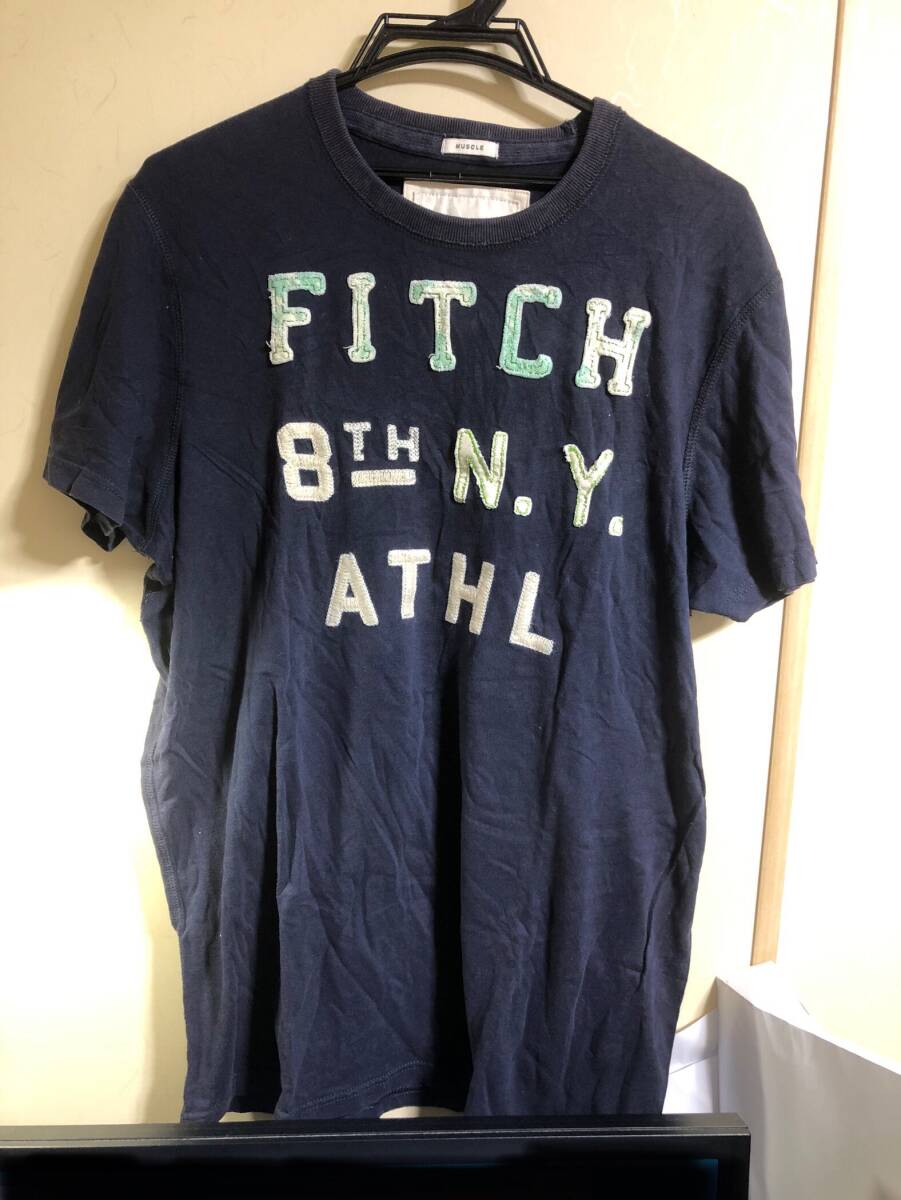 MUSCLE
FITCH
8TH N.Y.
ATHL